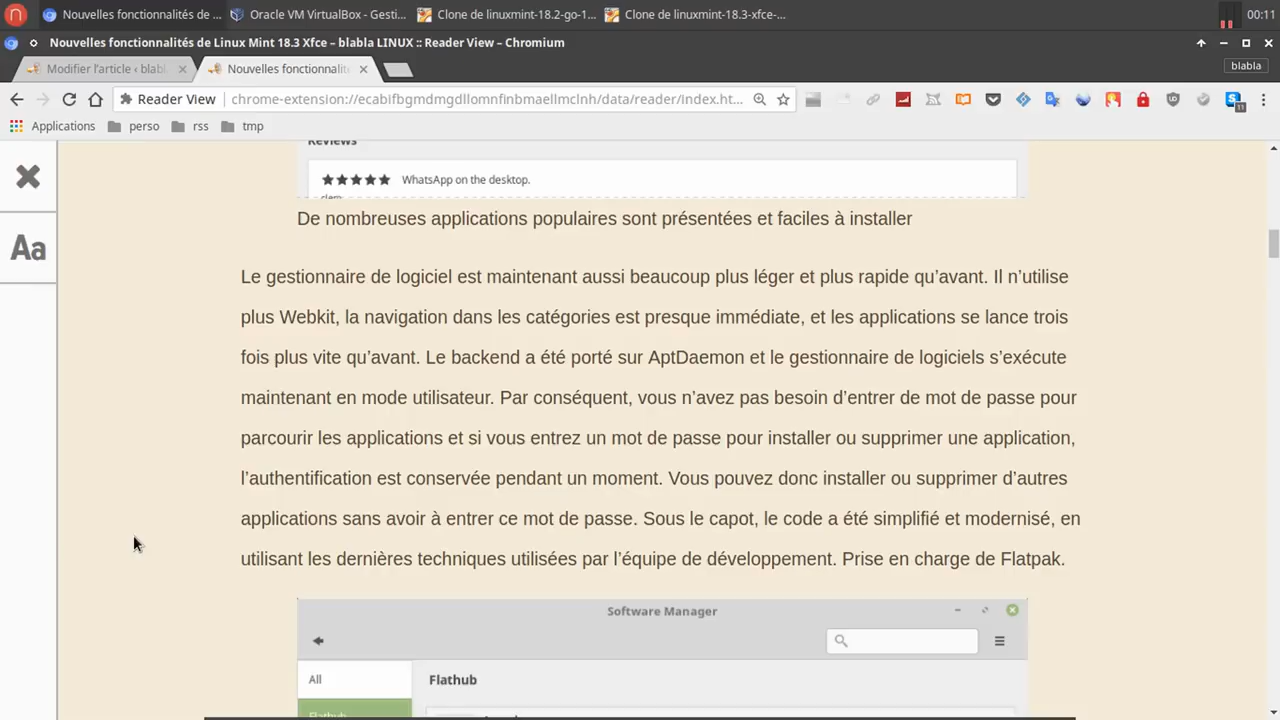 Nouvelles fonctionnalités de ...
Oracle VM VirtualBox - Gesti...
Clone de linuxmint-18.2-go-1...
Clone de linuxmint-18.3-xfce-...
00:11
Nouvelles fonctionnalités de Linux Mint 18.3 Xfce – blabla LINUX :: Reader View – Chromium
Modifier l'article ‹ blabl
Nouvelles fonctionnalité
blabla
Reader View
chrome-extension://ecabifbgmdmgdllomnfinbmaellmclnh/data/reader/index.ht...
11
Applications
perso
rss
tmp
Aa
Reviews
WhatsApp on the desktop.
clem
De nombreuses applications populaires sont présentées et faciles à installer
Le gestionnaire de logiciel est maintenant aussi beaucoup plus léger et plus rapide qu’avant. Il n’utilise
plus Webkit, la navigation dans les catégories est presque immédiate, et les applications se lance trois
fois plus vite qu’avant. Le backend a été porté sur AptDaemon et le gestionnaire de logiciels s’exécute
maintenant en mode utilisateur. Par conséquent, vous n’avez pas besoin d’entrer de mot de passe pour
parcourir les applications et si vous entrez un mot de passe pour installer ou supprimer une application,
l’authentification est conservée pendant un moment. Vous pouvez donc installer ou supprimer d’autres
applications sans avoir à entrer ce mot de passe. Sous le capot, le code a été simplifié et modernisé, en
utilisant les dernières techniques utilisées par l’équipe de développement. Prise en charge de Flatpak.
Software Manager
All
Flathub
Flathub